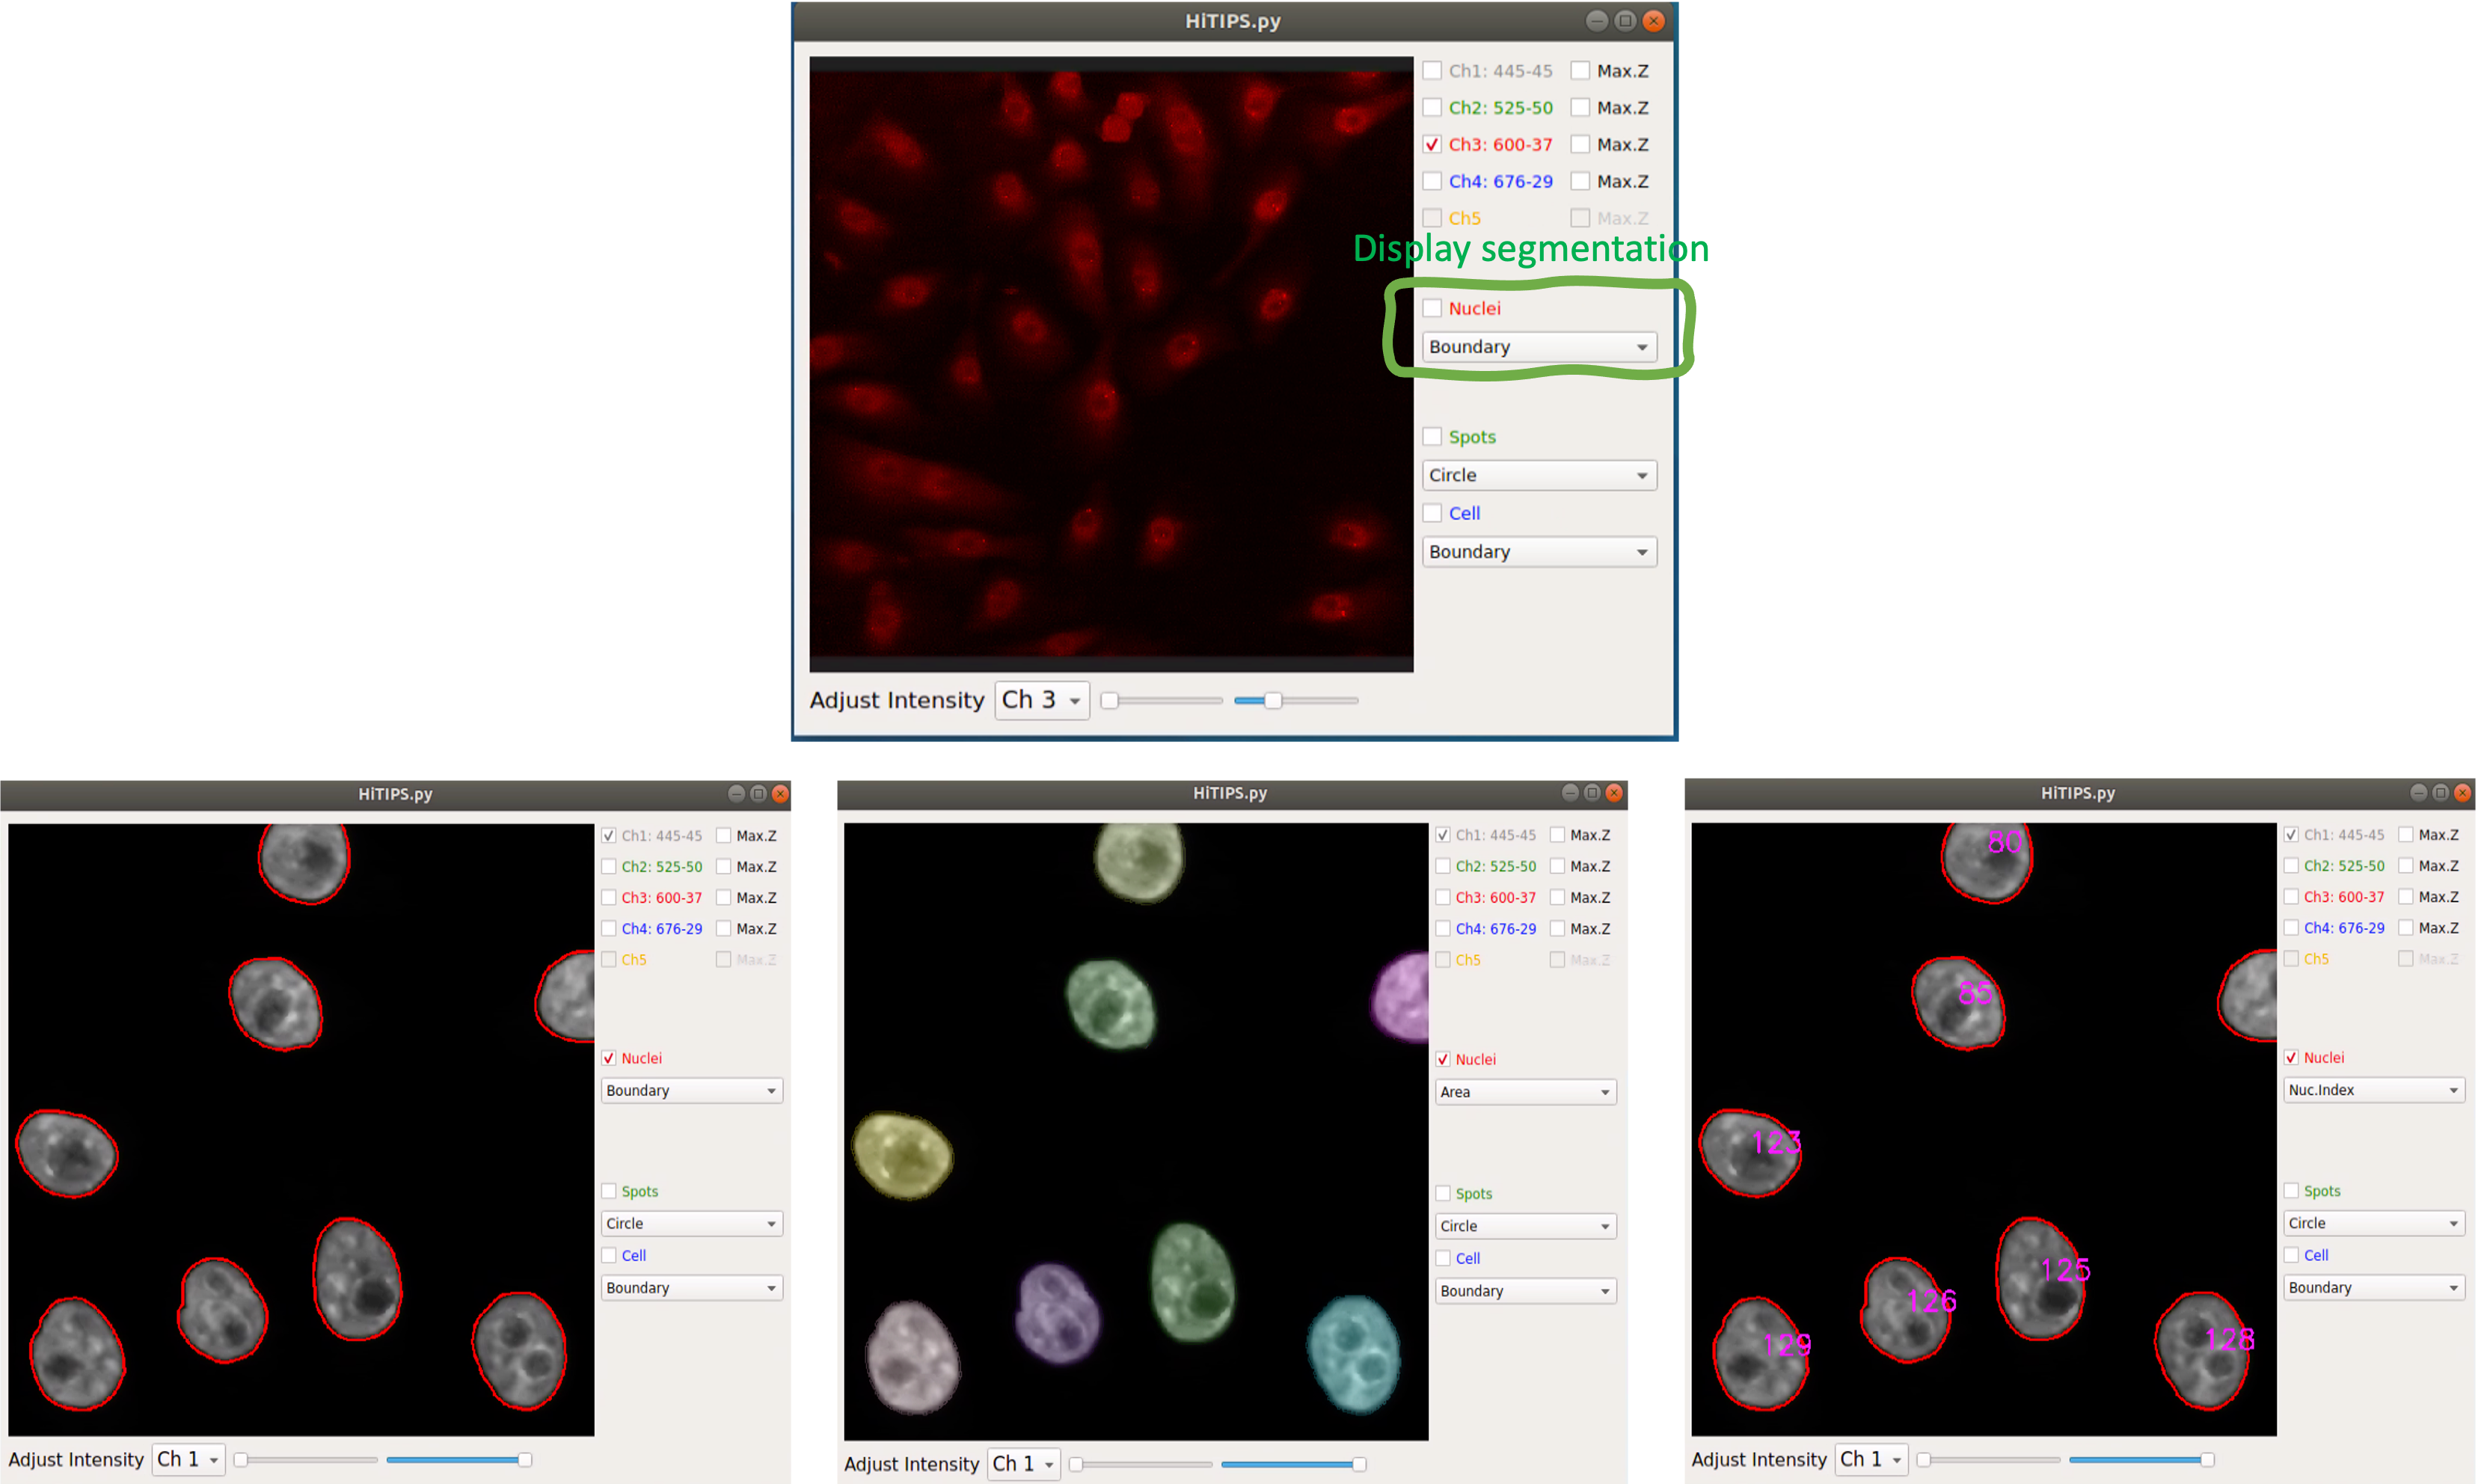 HiTIPS.py
Ch1: 445-45 Max.Z
Ch2: 525-50 Max.Z
Ch3: 600-37 Max.Z
Ch4: 676-29 Max.Z
Ch5 Max.Z
Display segmentation
Nuclei
Boundary
Spots
Circle
Cell
Boundary
Adjust Intensity Ch 3
HiTIPS.py
Ch1: 445-45 Max.Z
Ch2: 525-50 Max.Z
Ch3: 600-37 Max.Z
Ch4: 676-29 Max.Z
Ch5 Max.Z
Nuclei
Boundary
Spots
Circle
Cell
Boundary
Adjust Intensity Ch 1
HiTIPS.py
Ch1: 445-45 Max.Z
Ch2: 525-50 Max.Z
Ch3: 600-37 Max.Z
Ch4: 676-29 Max.Z
Ch5 Max.Z
Nuclei
Area
Spots
Circle
Cell
Boundary
Adjust Intensity Ch 1
HiTIPS.py
80
85
123
125
126
128
129
Ch1: 445-45 Max.Z
Ch2: 525-50 Max.Z
Ch3: 600-37 Max.Z
Ch4: 676-29 Max.Z
Ch5 Max.Z
Nuclei
Nuc.Index
Spots
Circle
Cell
Boundary
Adjust Intensity Ch 1